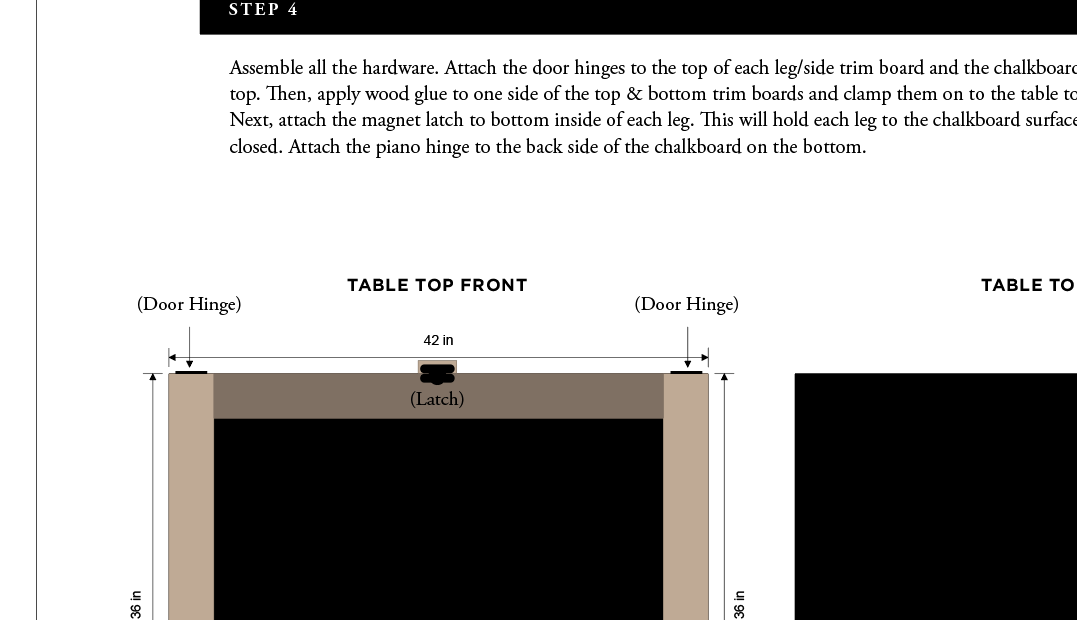 STEP 4
Assemble all the hardware. Attach the door hinges to the top of each leg/side trim board and the chalkboard
top. Then, apply wood glue to one side of the top & bottom trim boards and clamp them on to the table to
Next, attach the magnet latch to bottom inside of each leg. This will hold each leg to the chalkboard surface
closed. Attach the piano hinge to the back side of the chalkboard on the bottom.
TABLE TOP FRONT
TABLE TO
(Door Hinge)
(Door Hinge)
42 in
(Latch)
36 in
36 in